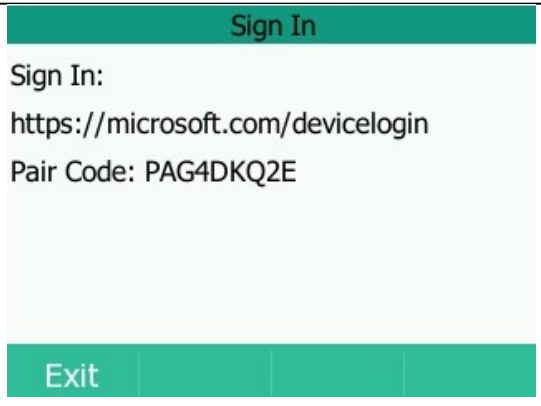 Sign In
Sign In:
https://microsoft.com/devicelogin
Pair Code: PAG4DKQ2E
Exit